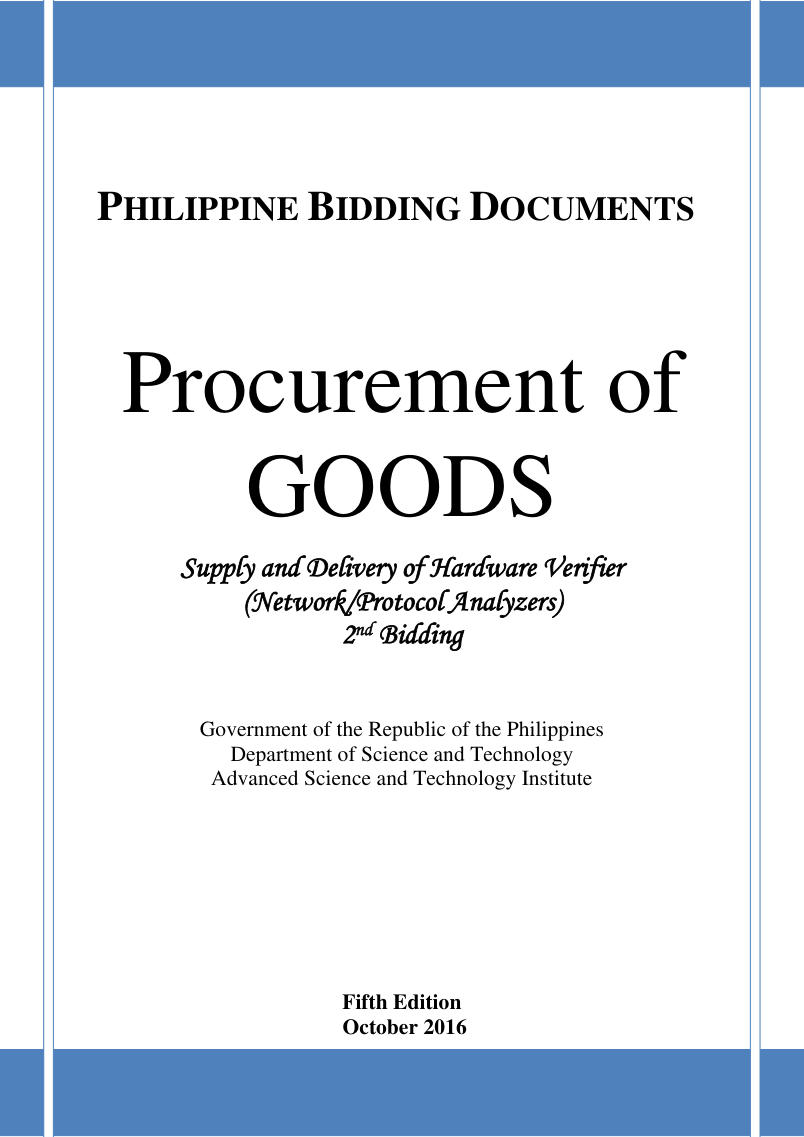 PHILIPPINE BIDDING DOCUMENTS
Procurement of
GOODS
Supply and Delivery of Hardware Verifier
(Network/Protocol Analyzers)
2nd Bidding
Government of the Republic of the Philippines
Department of Science and Technology
Advanced Science and Technology Institute
Fifth Edition
October 2016